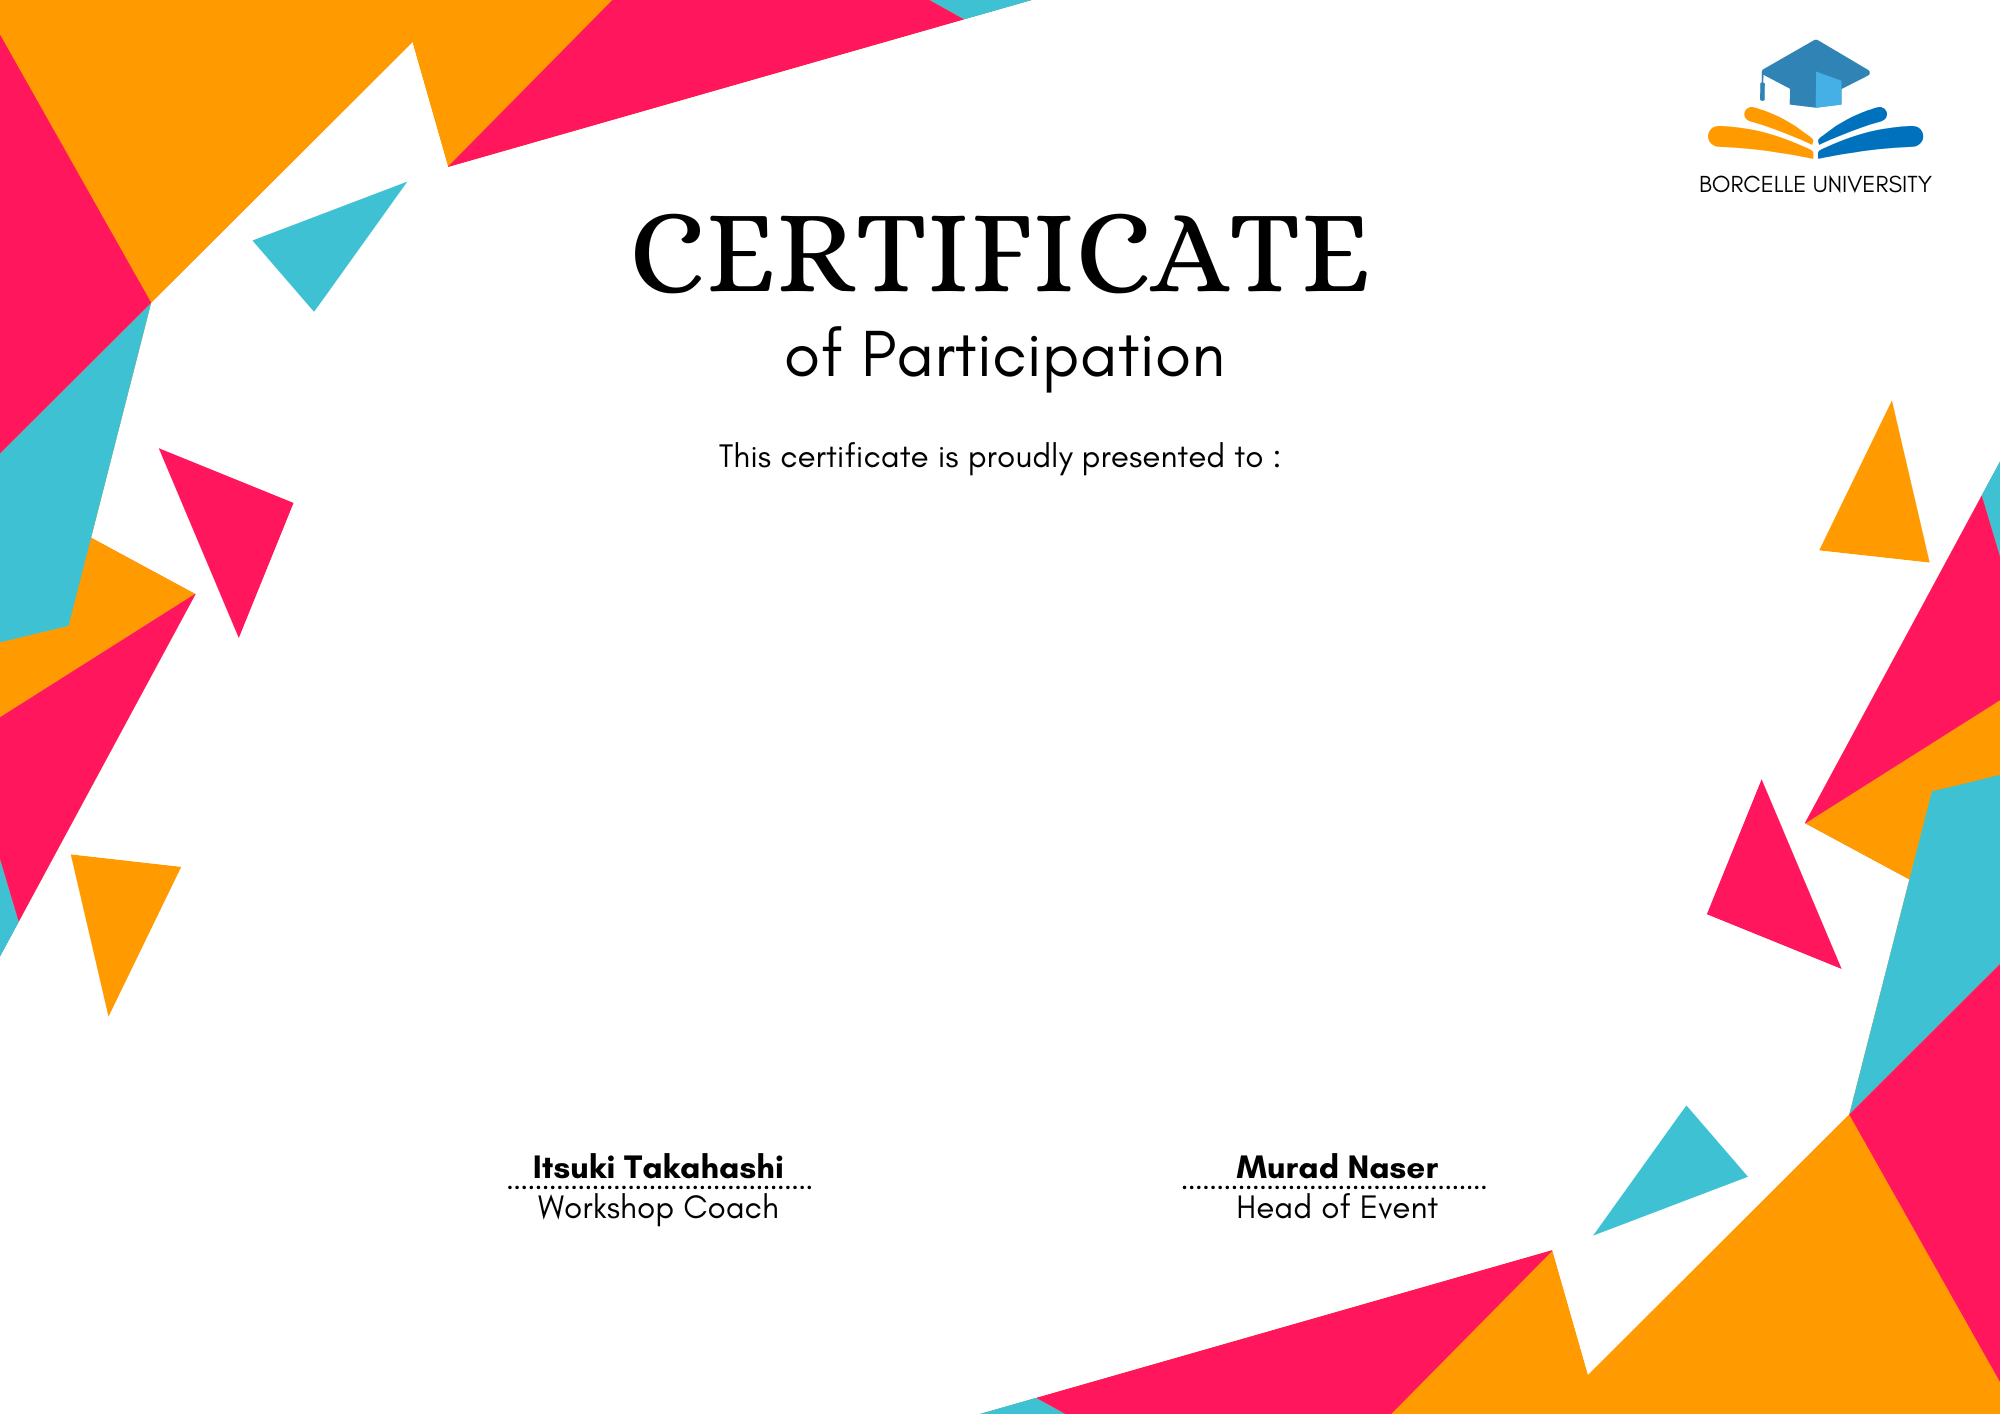 BORCELLE UNIVERSITY
CERTIFICATE
of Participation
This certificate is proudly presented to :
Itsuki Takahashi
Workshop Coach
Murad Naser
Head of Event